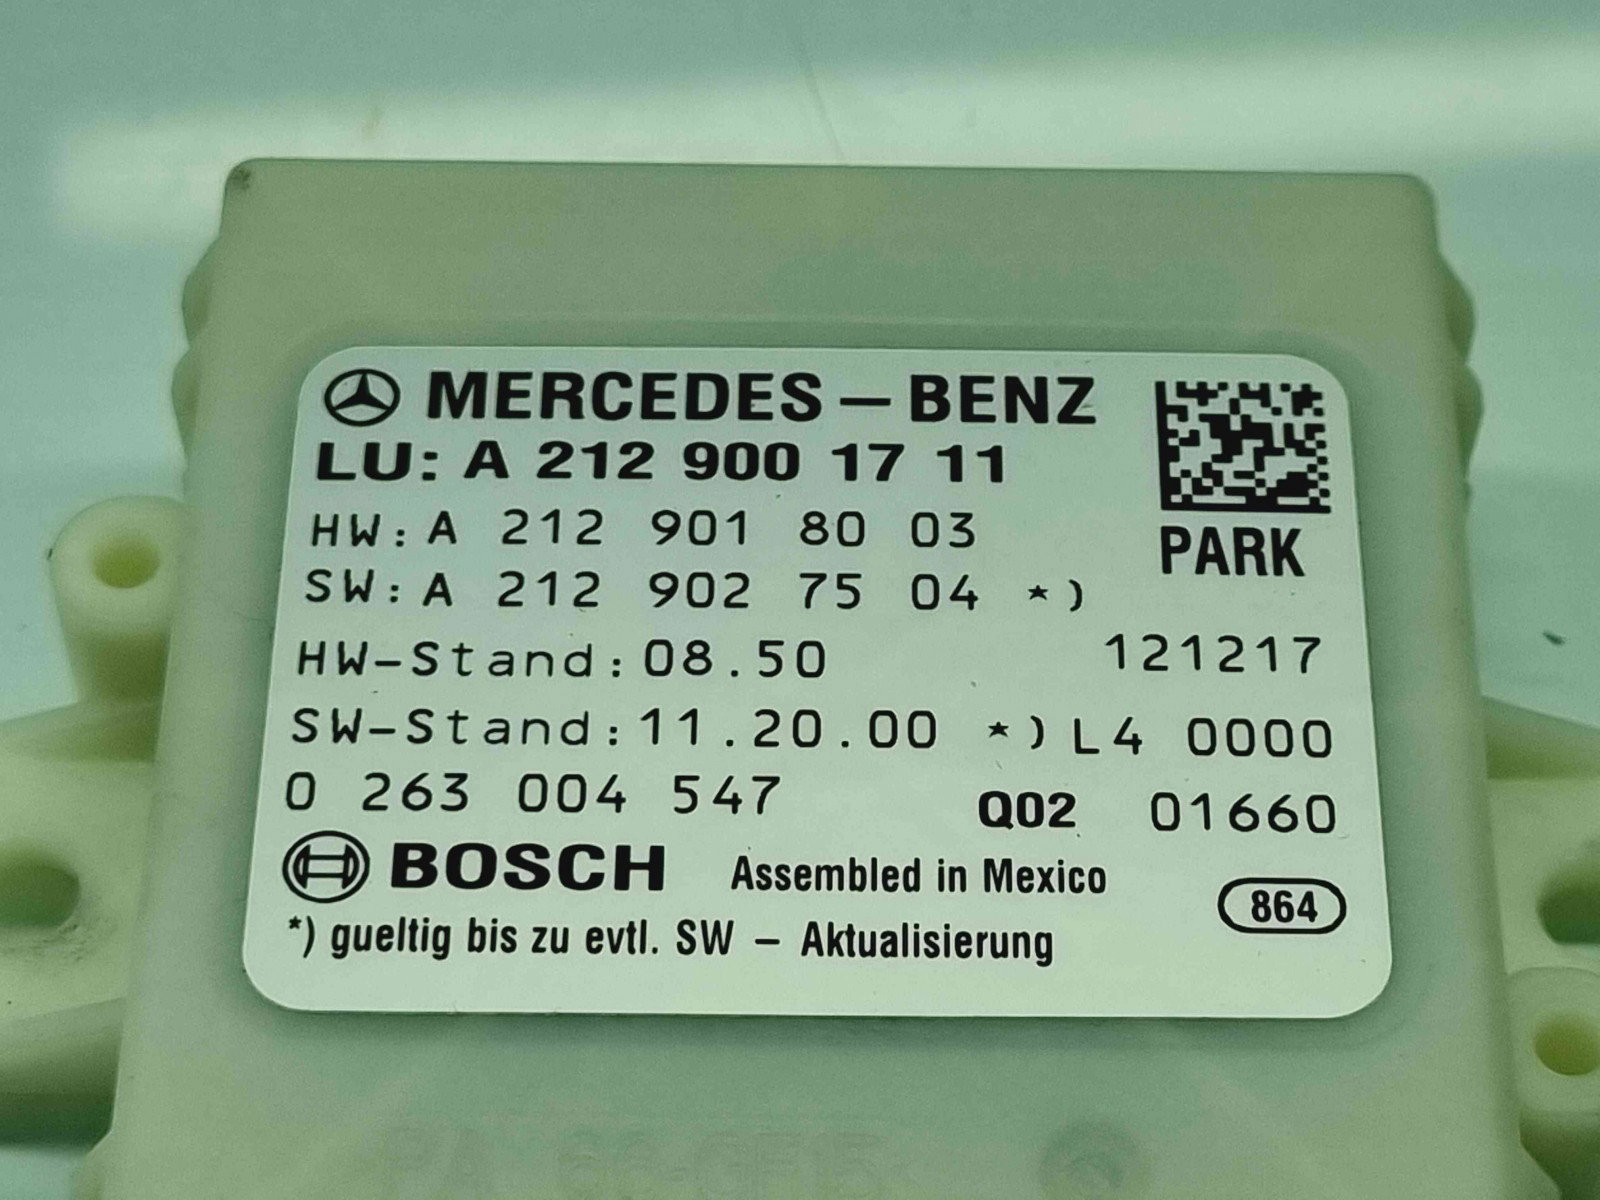 MERCEDES-BENZ
LU: A 212 900 17 11
HW: A 212 901 80 03
PARK
SW: A 212 902 75 04 *)
HW-Stand: 08.50 121217
SW-Stand: 11.20.00 *) L4 0000
0 263 004 547 Q02 01660
BOSCH Assembled in Mexico
864
*) gueltig bis zu evtl. SW - Aktualisierung